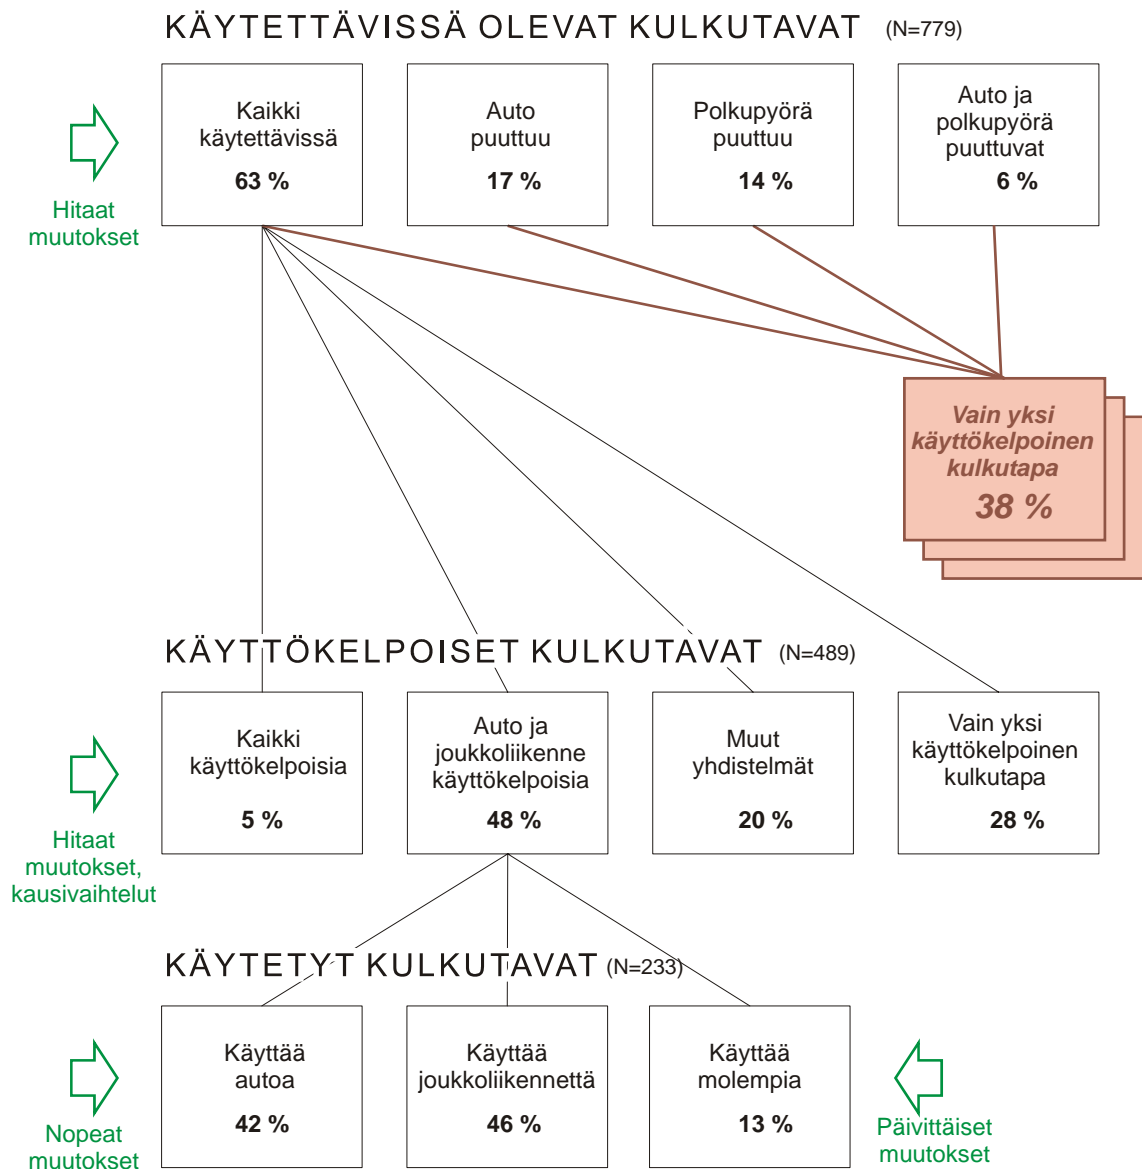 KÄYTETTÄVISSÄ OLEVAT KULKUTAVAT (N=779)
Kaikki
käytettävissä
63 %
Auto
puuttuu
17 %
Polkupyörä
puuttuu
14 %
Auto ja
polkupyörä
puuttuvat
6 %
Hitaat
muutokset
Vain yksi
käyttökelpoinen
kulkutapa
38 %
KÄYTTÖKELPOISET KULKUTAVAT (N=489)
Kaikki
käyttökelpoisia
5 %
Auto ja
joukkoliikenne
käyttökelpoisia
48 %
Muut
yhdistelmät
20 %
Vain yksi
käyttökelpoinen
kulkutapa
28 %
Hitaat
muutokset,
kausivaihtelut
KÄYTETYT KULKUTAVAT (N=233)
Käyttää
autoa
42 %
Käyttää
joukkoliikennettä
46 %
Käyttää
molempia
13 %
Nopeat
muutokset
Päivittäiset
muutokset